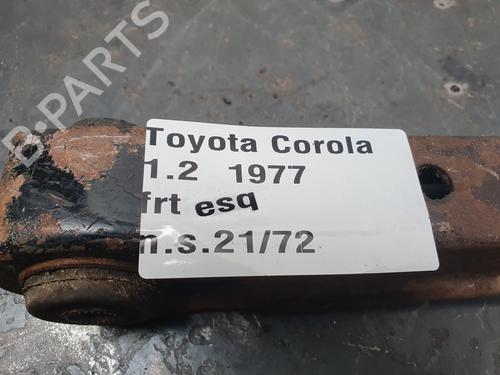 B-PARTS
Toyota Corola
1.2 1977
frt esq
n.s.21/72